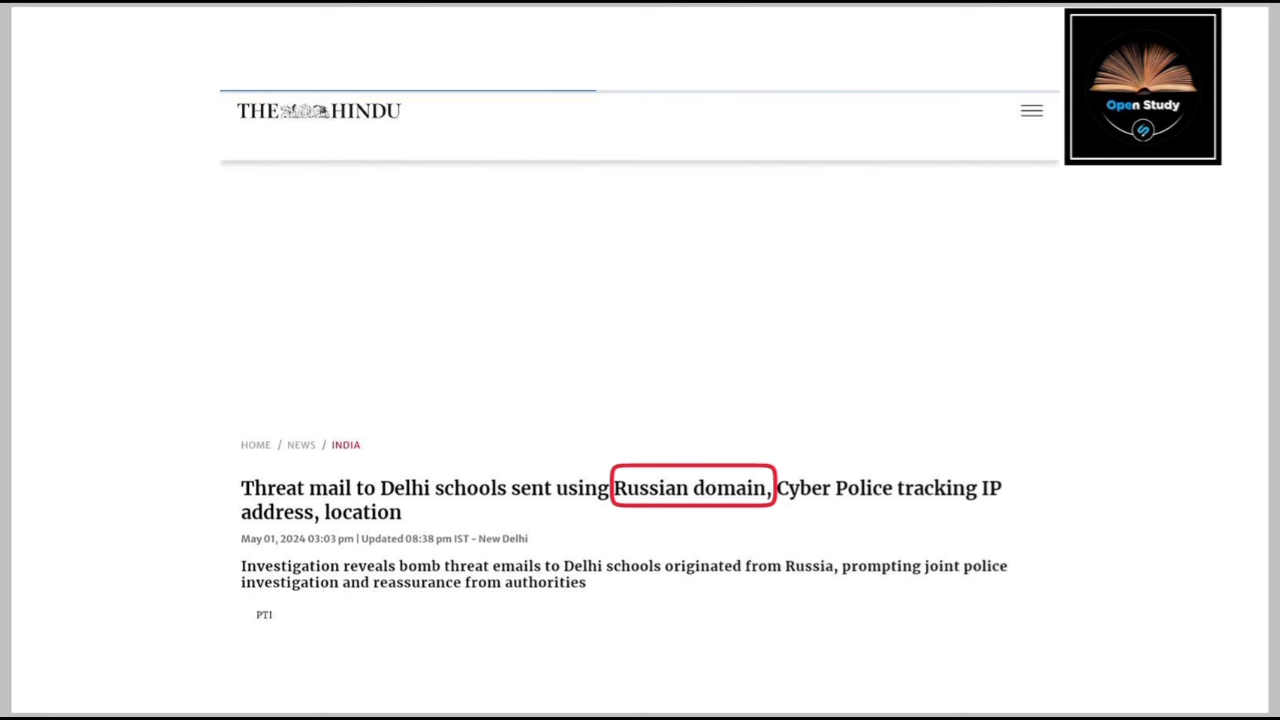 THE HINDU
Open Study
HOME / NEWS / INDIA
Threat mail to Delhi schools sent using Russian domain, Cyber Police tracking IP
address, location
May 01, 2024 03:03 pm | Updated 08:38 pm IST - New Delhi
Investigation reveals bomb threat emails to Delhi schools originated from Russia, prompting joint police
investigation and reassurance from authorities
PTI